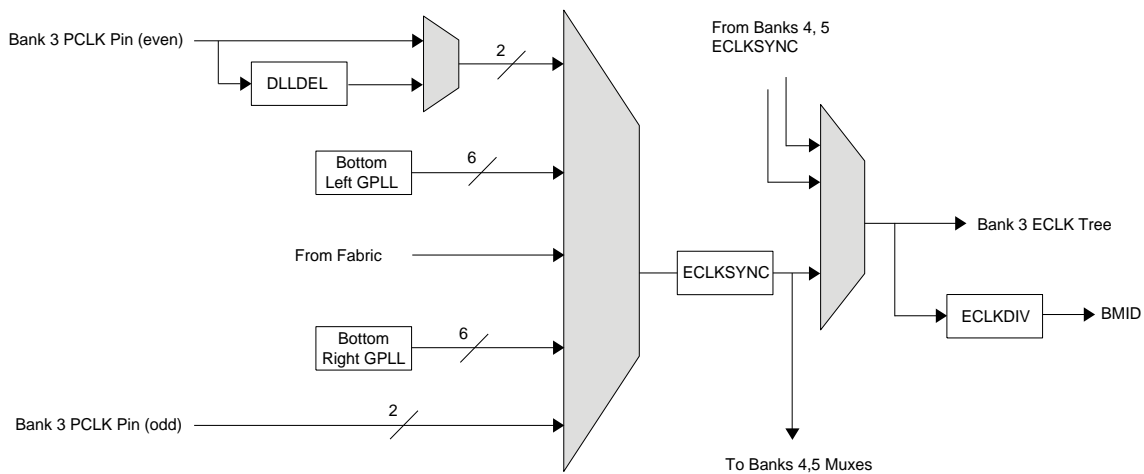 From Banks 4, 5
ECLKSYNC
Bank 3 PCLK Pin (even)
2
DLLDEL
Bottom
Left GPLL
6
Bank 3 ECLK Tree
From Fabric
ECLKSYNC
ECLKDIV
BMID
Bottom
Right GPLL
6
Bank 3 PCLK Pin (odd)
2
To Banks 4,5 Muxes